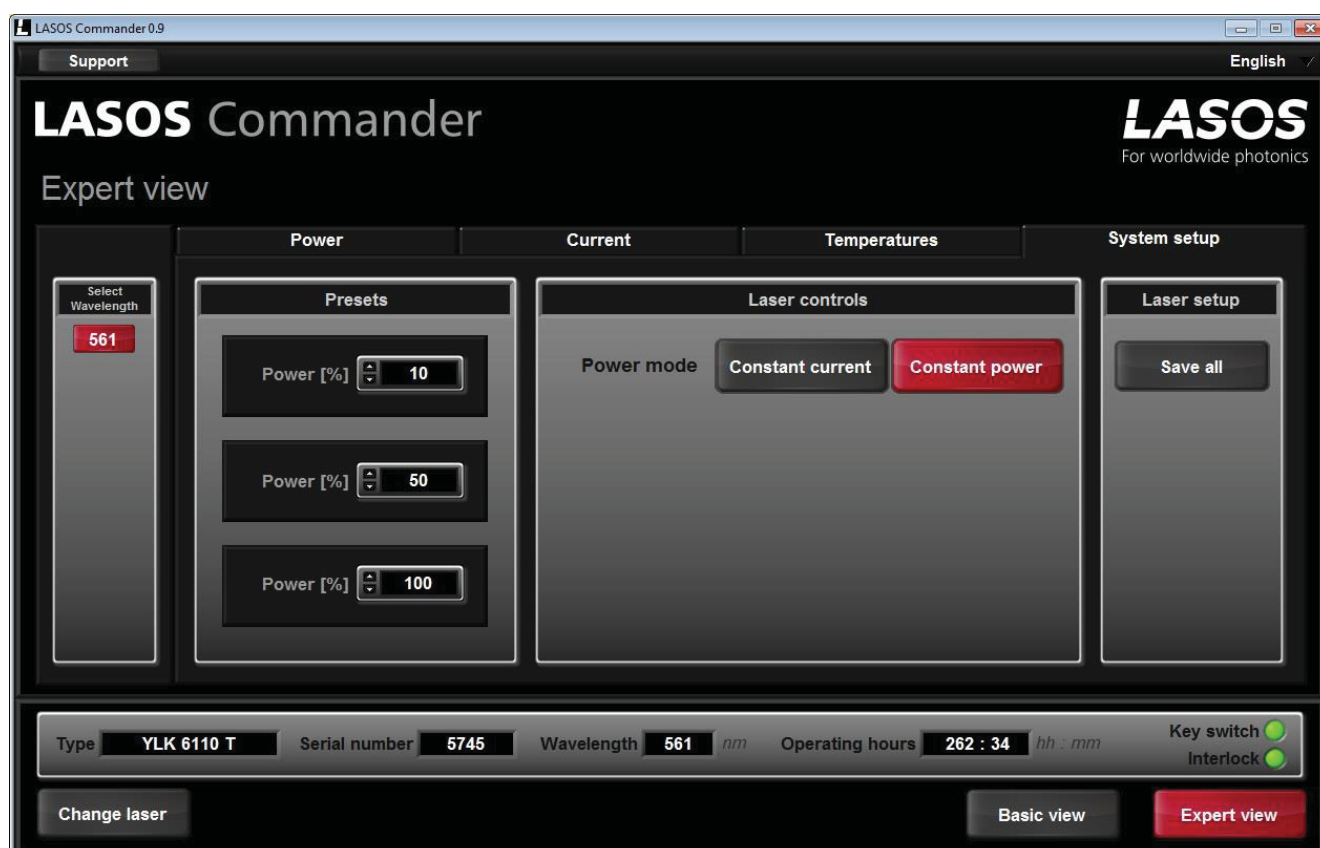 LASOS Commander 0.9
Support
English
LASOS Commander
LASOS
For worldwide photonics
Expert view
Power
Current
Temperatures
System setup
Select
Wavelength
561
Presets
Power [%] 10
Power [%] 50
Power [%] 100
Laser controls
Power mode
Constant current
Constant power
Laser setup
Save all
Type YLK 6110 T
Serial number 5745
Wavelength 561 nm
Operating hours 262 : 34 hh : mm
Key switch
Interlock
Change laser
Basic view
Expert view